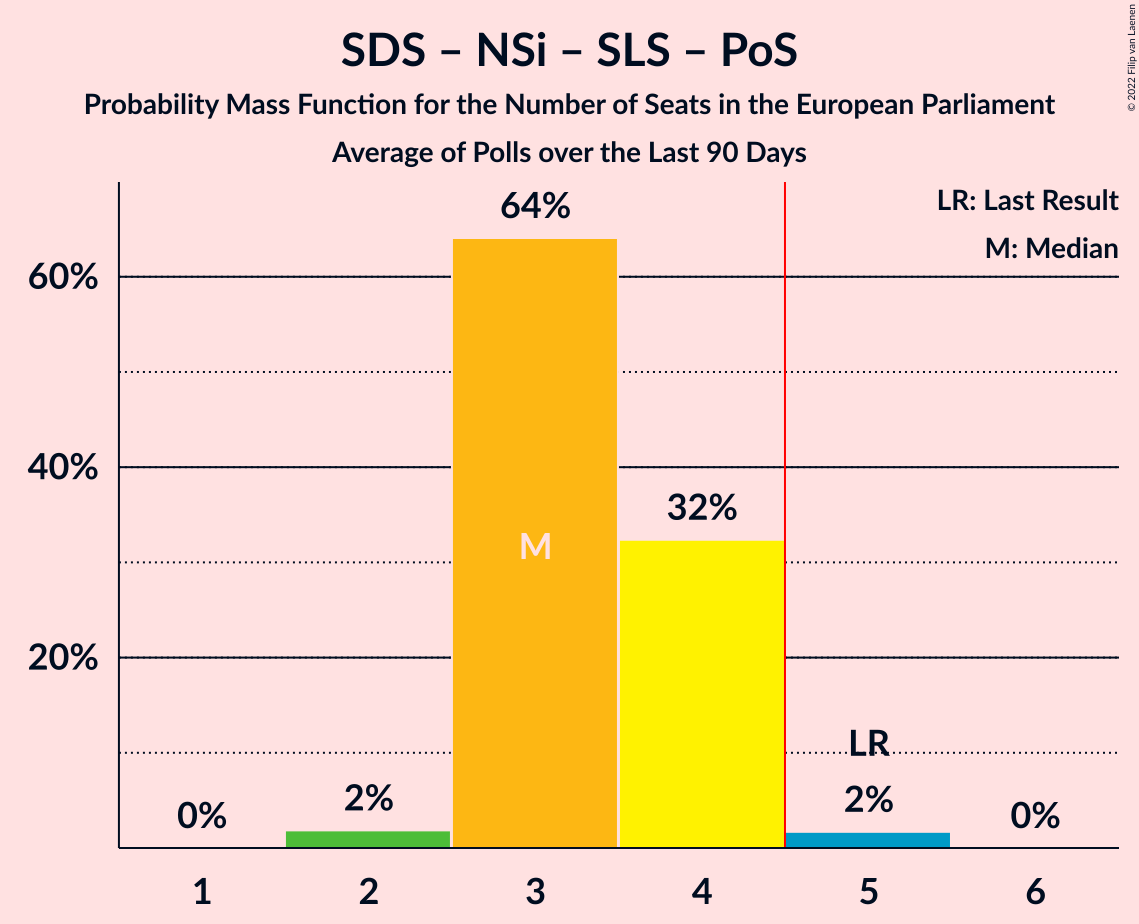 SDS – NSi – SLS – PoS
Probability Mass Function for the Number of Seats in the European Parliament
Average of Polls over the Last 90 Days
© 2022 Filip van Laenen
LR: Last Result
M: Median
64%
60%
40%
32%
M
20%
LR
0%
2%
2%
0%
1 2 3 4 5 6